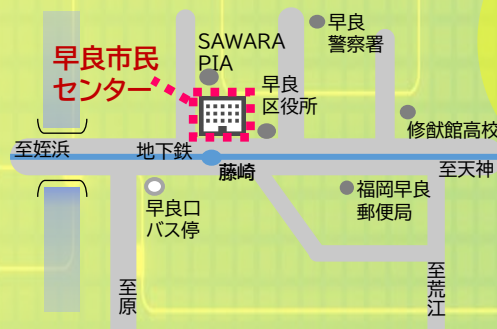 早良市民
センター
SAWARA
PIA
早良
警察署
早良
区役所
修猷館高校
至姪浜
地下鉄
藤崎
至天神
早良口
バス停
福岡早良
郵便局
至原
至荒江